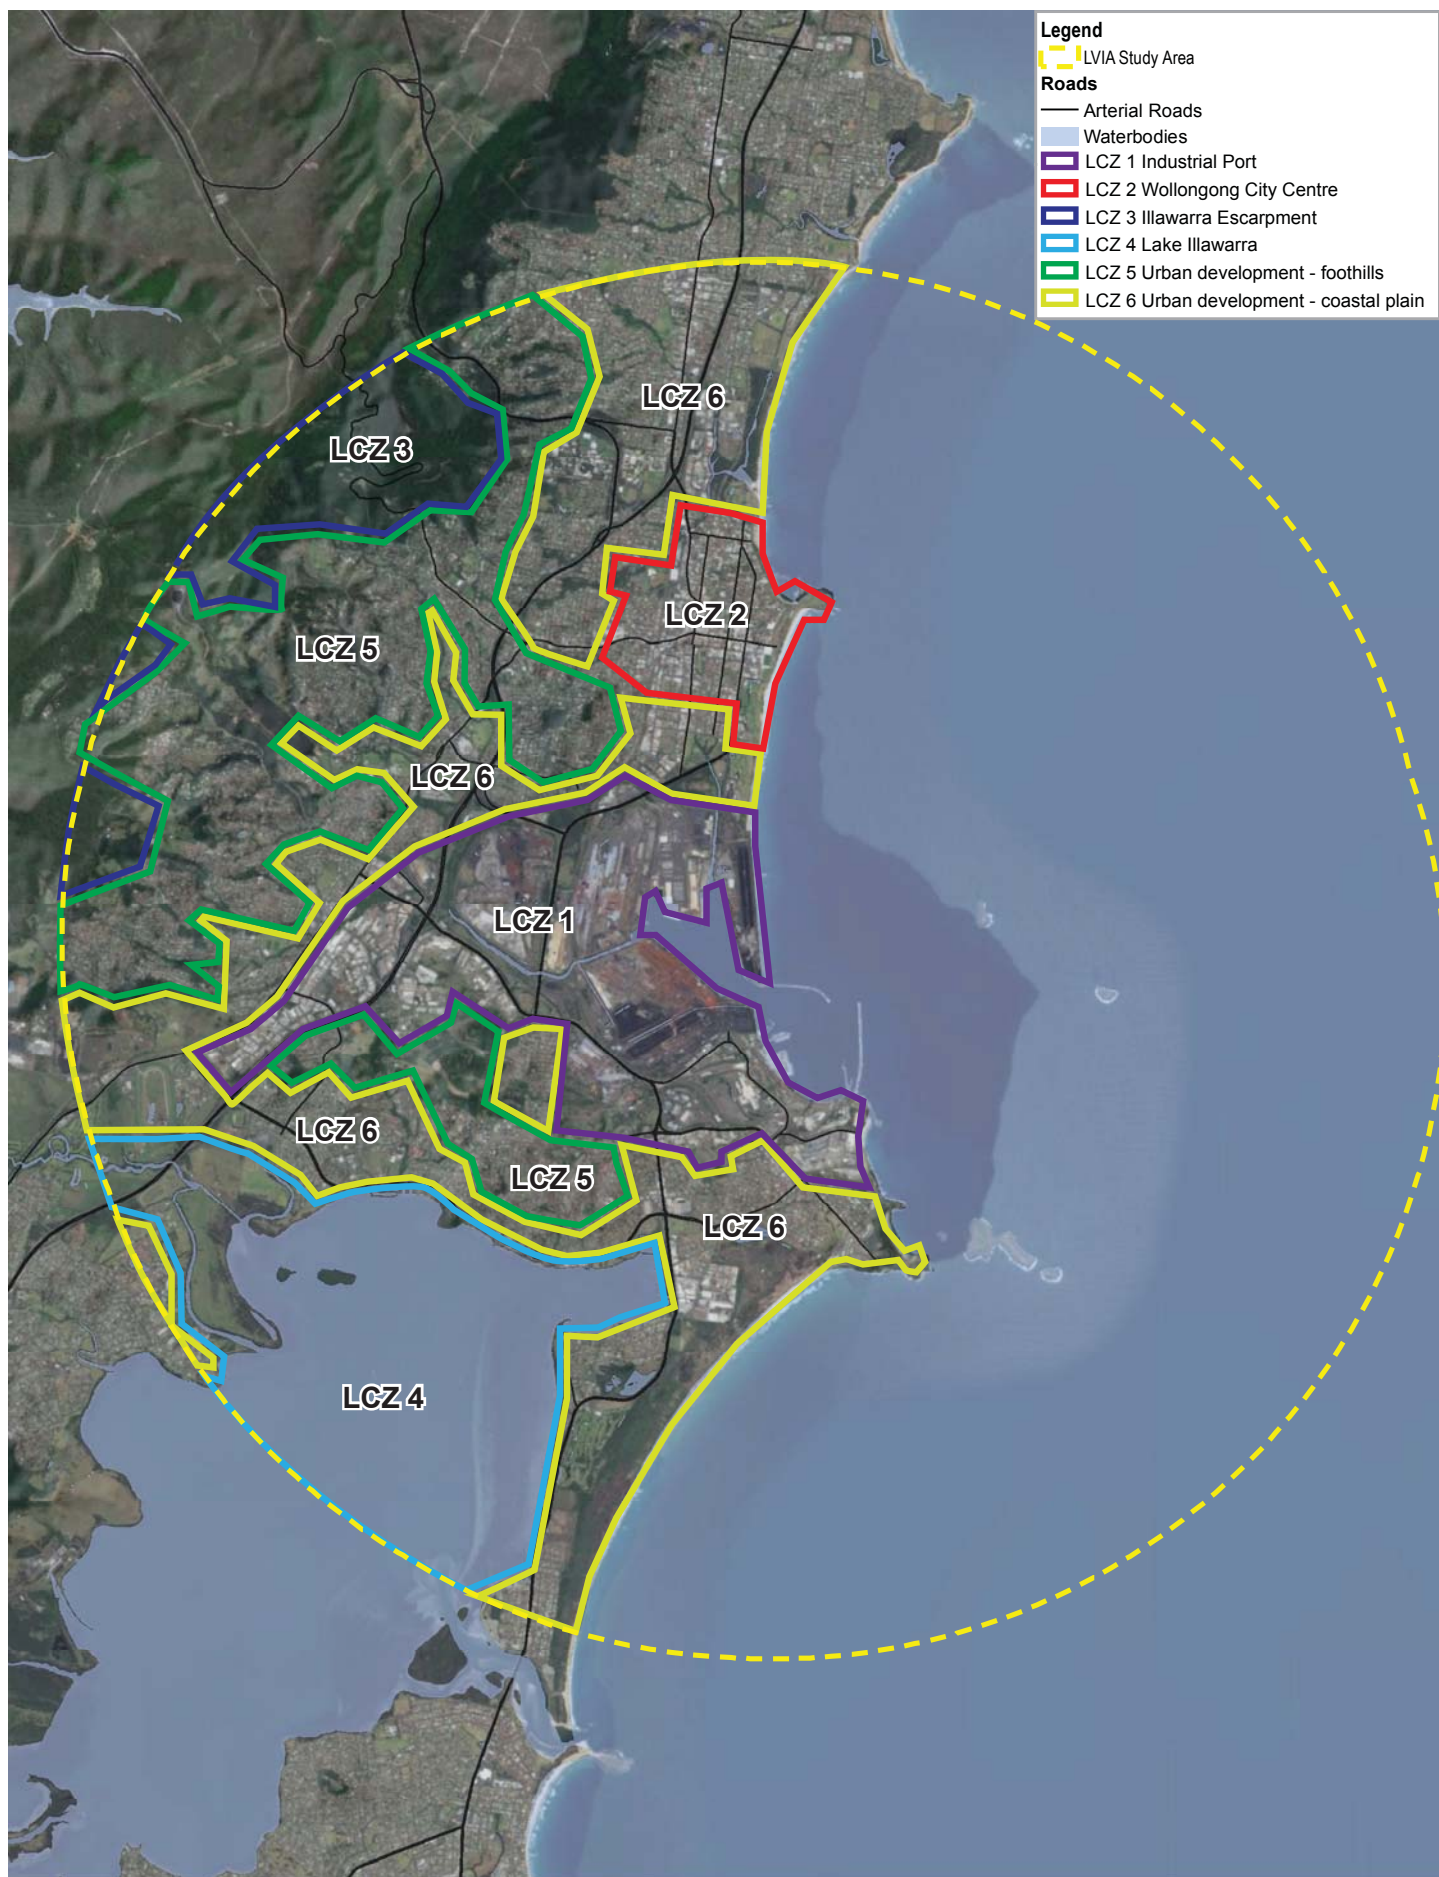 Legend
LVIA Study Area
Roads
Arterial Roads
Waterbodies
LCZ 1 Industrial Port
LCZ 2 Wollongong City Centre
LCZ 3 Illawarra Escarpment
LCZ 4 Lake Illawarra
LCZ 5 Urban development - foothills
LCZ 6 Urban development - coastal plain
LCZ 6
LCZ 3
LCZ 2
LCZ 5
LCZ 6
LCZ 1
LCZ 6
LCZ 5
LCZ 6
LCZ 4